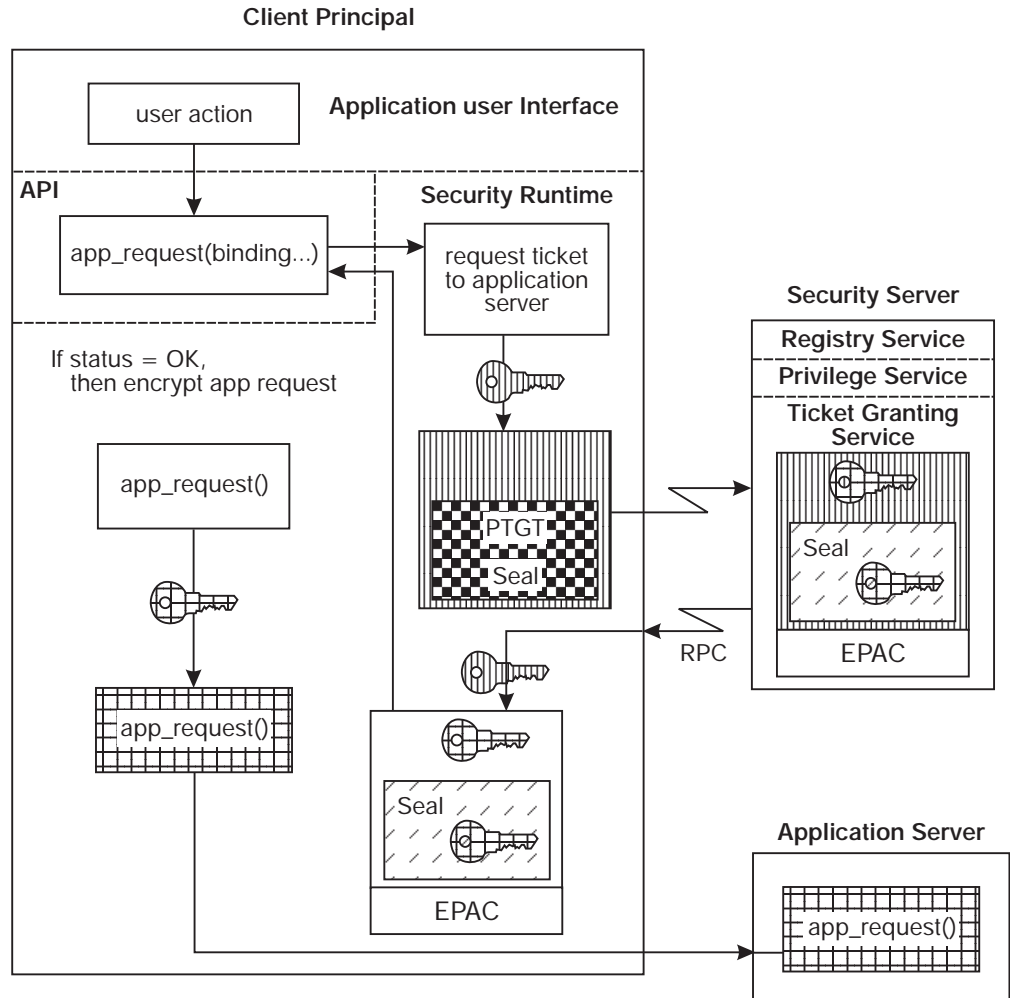 Client Principal
Application user Interface
user action
API
Security Runtime
app_request(binding...)
request ticket
to application
server
If status = OK,
then encrypt app request
Security Server
Registry Service
Privilege Service
Ticket Granting
Service
Seal
EPAC
app_request()
PTGT
Seal
RPC
app_request()
Seal
EPAC
Application Server
app_request()